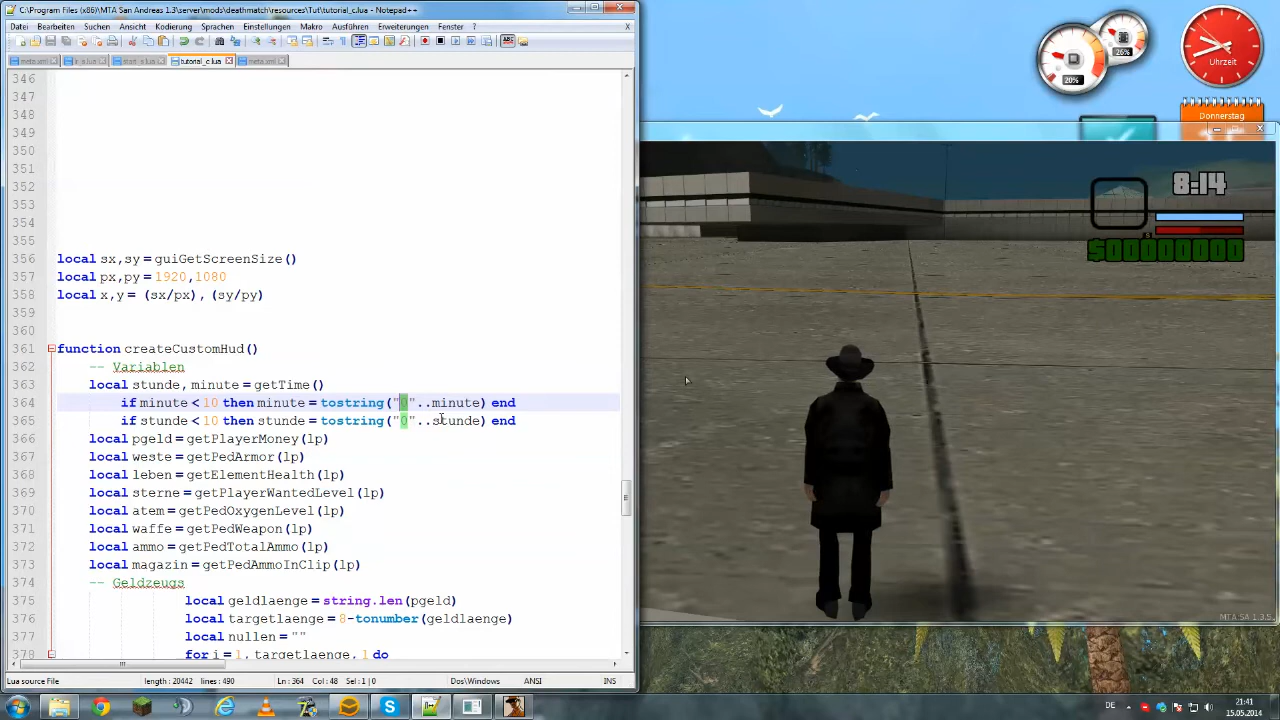 C:\Program Files (x86)\MTA San Andreas 1.3\server\mods\deathmatch\resources\Tut\tutorial_c.lua - Notepad++
Datei Bearbeiten Suchen Ansicht Kodierung Sprachen Einstellungen Makro Ausführen Erweiterungen Fenster ?
X
tutorial_c.lua
346
347
348
349
350
351
352
353
354
355
356 local sx,sy = guiGetScreenSize()
357 local px,py = 1920,1080
358 local x,y = (sx/px), (sy/py)
359
360
361 function createCustomHud()
362 -- Variablen
363 local stunde, minute = getTime()
364 if minute < 10 then minute = tostring("0"..minute) end
365 if stunde < 10 then stunde = tostring("0"..stunde) end
366 local pgeld = getPlayerMoney(lp)
367 local weste = getPedArmor(lp)
368 local leben = getElementHealth(lp)
369 local sterne = getPlayerWantedLevel(lp)
370 local atem = getPedOxygenLevel(lp)
371 local waffe = getPedWeapon(lp)
372 local ammo = getPedTotalAmmo(lp)
373 local magazin = getPedAmmoInClip(lp)
374 -- Geldzeugs
375 local geldlaenge = string.len(pgeld)
376 local targetlaenge = 8-tonumber(geldlaenge)
377 local nullen = ""
378 for i = 1, targetlaenge, 1 do
Lua source File length : 20442 lines : 490 Ln : 364 Col : 48 Sel : 1 | 0 Dos\Windows ANSI INS
20%
26%
Uhrzeit
Donnerstag
8:14
$00000000
MTA:SA 1.3.5
DE
21:41
15.05.2014